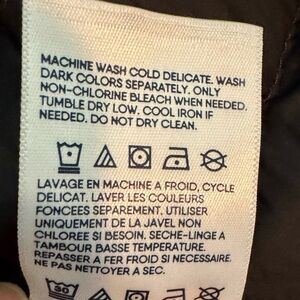 MACHINE WASH COLD DELICATE. WASH
DARK COLORS SEPARATELY. ONLY
NON-CHLORINE BLEACH WHEN NEEDED.
TUMBLE DRY LOW. COOL IRON IF
NEEDED. DO NOT DRY CLEAN.
LAVAGE EN MACHINE A FROID, CYCLE
DELICAT. LAVER LES COULEURS
FONCEES SEPAREMENT. UTILISER
UNIQUEMENT DE LA JAVEL NON
CHLOREE SI BESOIN. SECHE-LINGE A
TAMBOUR BASSE TEMPERATURE.
REPASSER A FER FROID SI NECESSAIRE.
NE PAS NETTOYER A SEC.
30